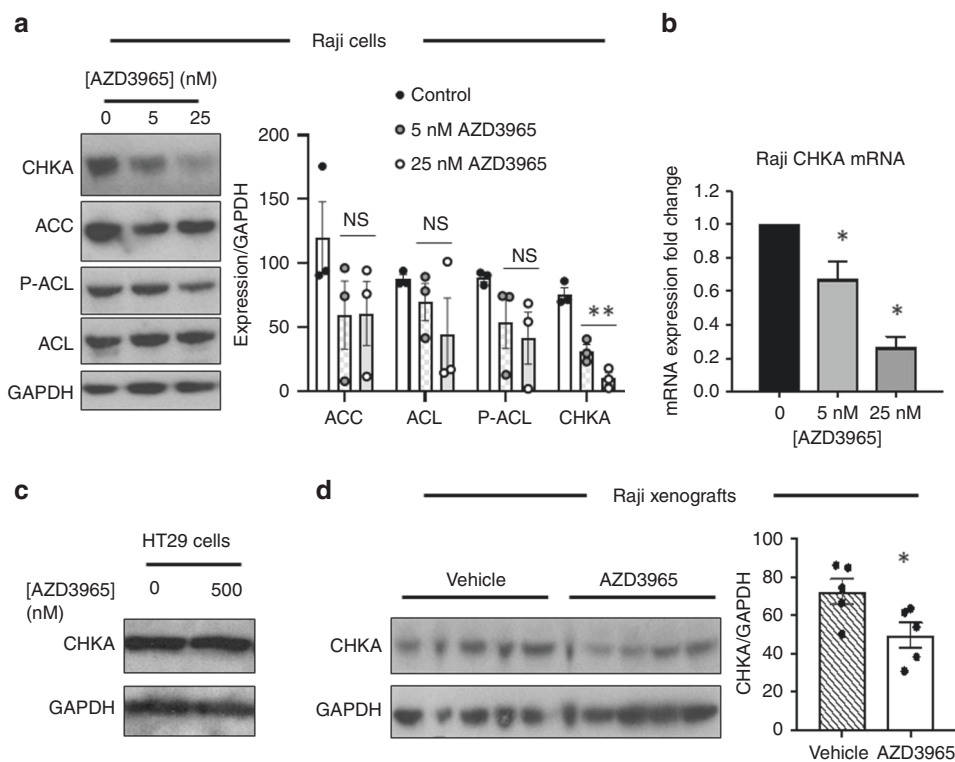 a
Raji cells
[AZD3965] (nM)
0 5 25
CHKA
ACC
P-ACL
ACL
GAPDH
Control
5 nM AZD3965
25 nM AZD3965
Expression/GAPDH
200
150
100
50
0
NS
NS
NS
**
ACC ACL P-ACL CHKA
b
Raji CHKA mRNA
mRNA expression fold change
1.2
1.0
0.8
0.6
0.4
0.2
0.0
*
*
0 5 nM 25 nM
[AZD3965]
c
HT29 cells
[AZD3965]
(nM)
0 500
CHKA
GAPDH
d
Raji xenografts
Vehicle AZD3965
CHKA
GAPDH
CHKA/GAPDH
100
80
60
40
20
0
*
Vehicle AZD3965